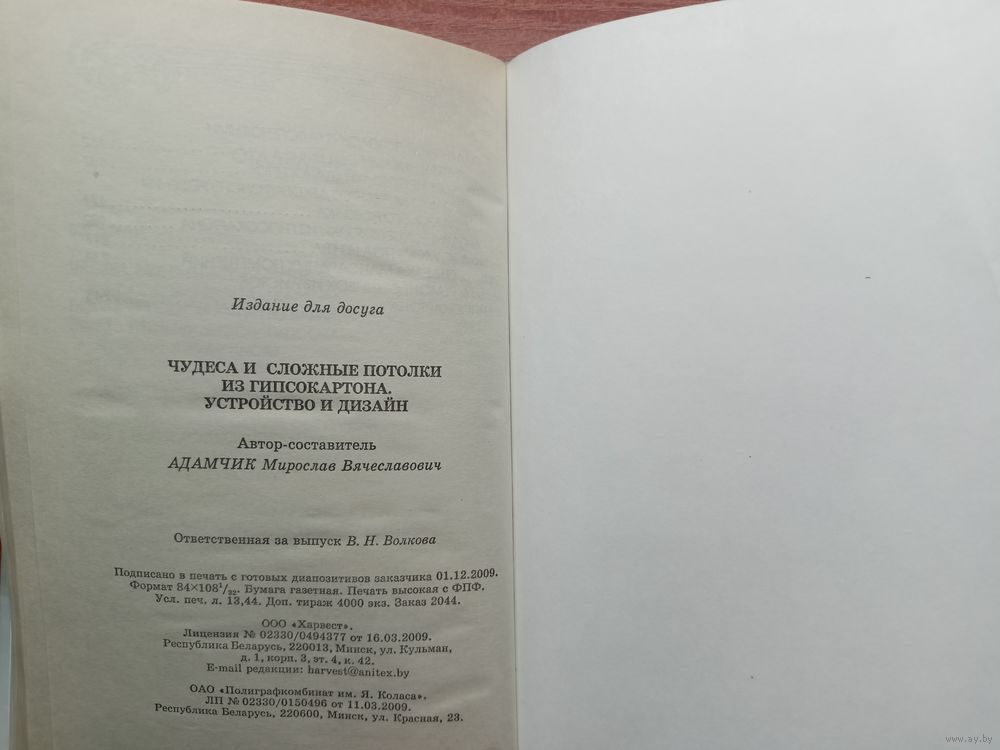 Издание для досуга
ЧУДЕСА И СЛОЖНЫЕ ПОТОЛКИ
ИЗ ГИПСОКАРТОНА.
УСТРОЙСТВО И ДИЗАЙН
Автор-составитель
АДАМЧИК Мирослав Вячеславович
Ответственная за выпуск В. Н. Волкова
Подписано в печать с готовых диапозитивов заказчика 01.12.2009.
Формат 84×108¹/₃₂. Бумага газетная. Печать высокая с ФПФ.
Усл. печ. л. 13,44. Доп. тираж 4000 экз. Заказ 2044.
ООО «Харвест».
Лицензия № 02330/0494377 от 16.03.2009.
Республика Беларусь, 220013, Минск, ул. Кульман,
д. 1, корп. 3, эт. 4, к. 42.
E-mail редакции: harvest@anitex.by
ОАО «Полиграфкомбинат им. Я. Коласа».
ЛП № 02330/0150496 от 11.03.2009.
Республика Беларусь, 220600, Минск, ул. Красная, 23.
www.ay.by